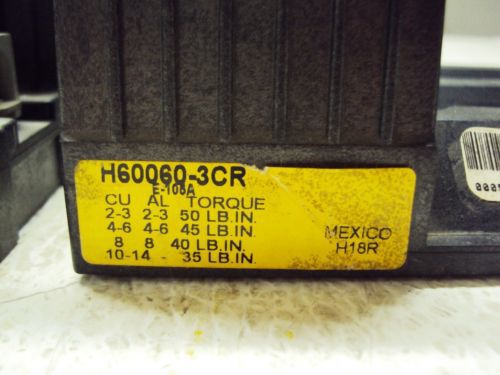 H60060-3CR
E-106A
CU AL TORQUE
2-3 2-3 50 LB.IN.
4-6 4-6 45 LB.IN.
8 8 40 LB.IN.
10-14 - 35 LB.IN.
MEXICO
H18R